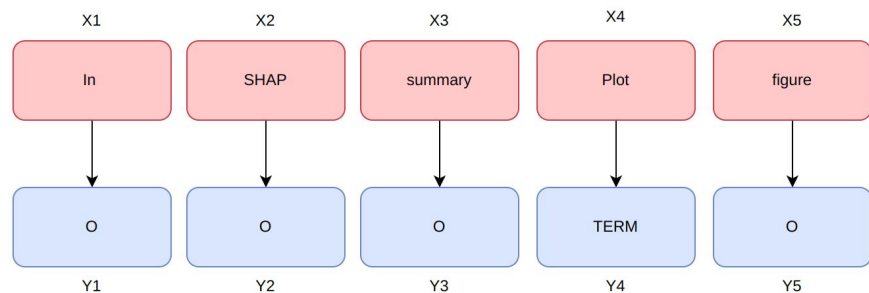 X1 X2 X3 X4 X5
In SHAP summary Plot figure
O O O TERM O
Y1 Y2 Y3 Y4 Y5